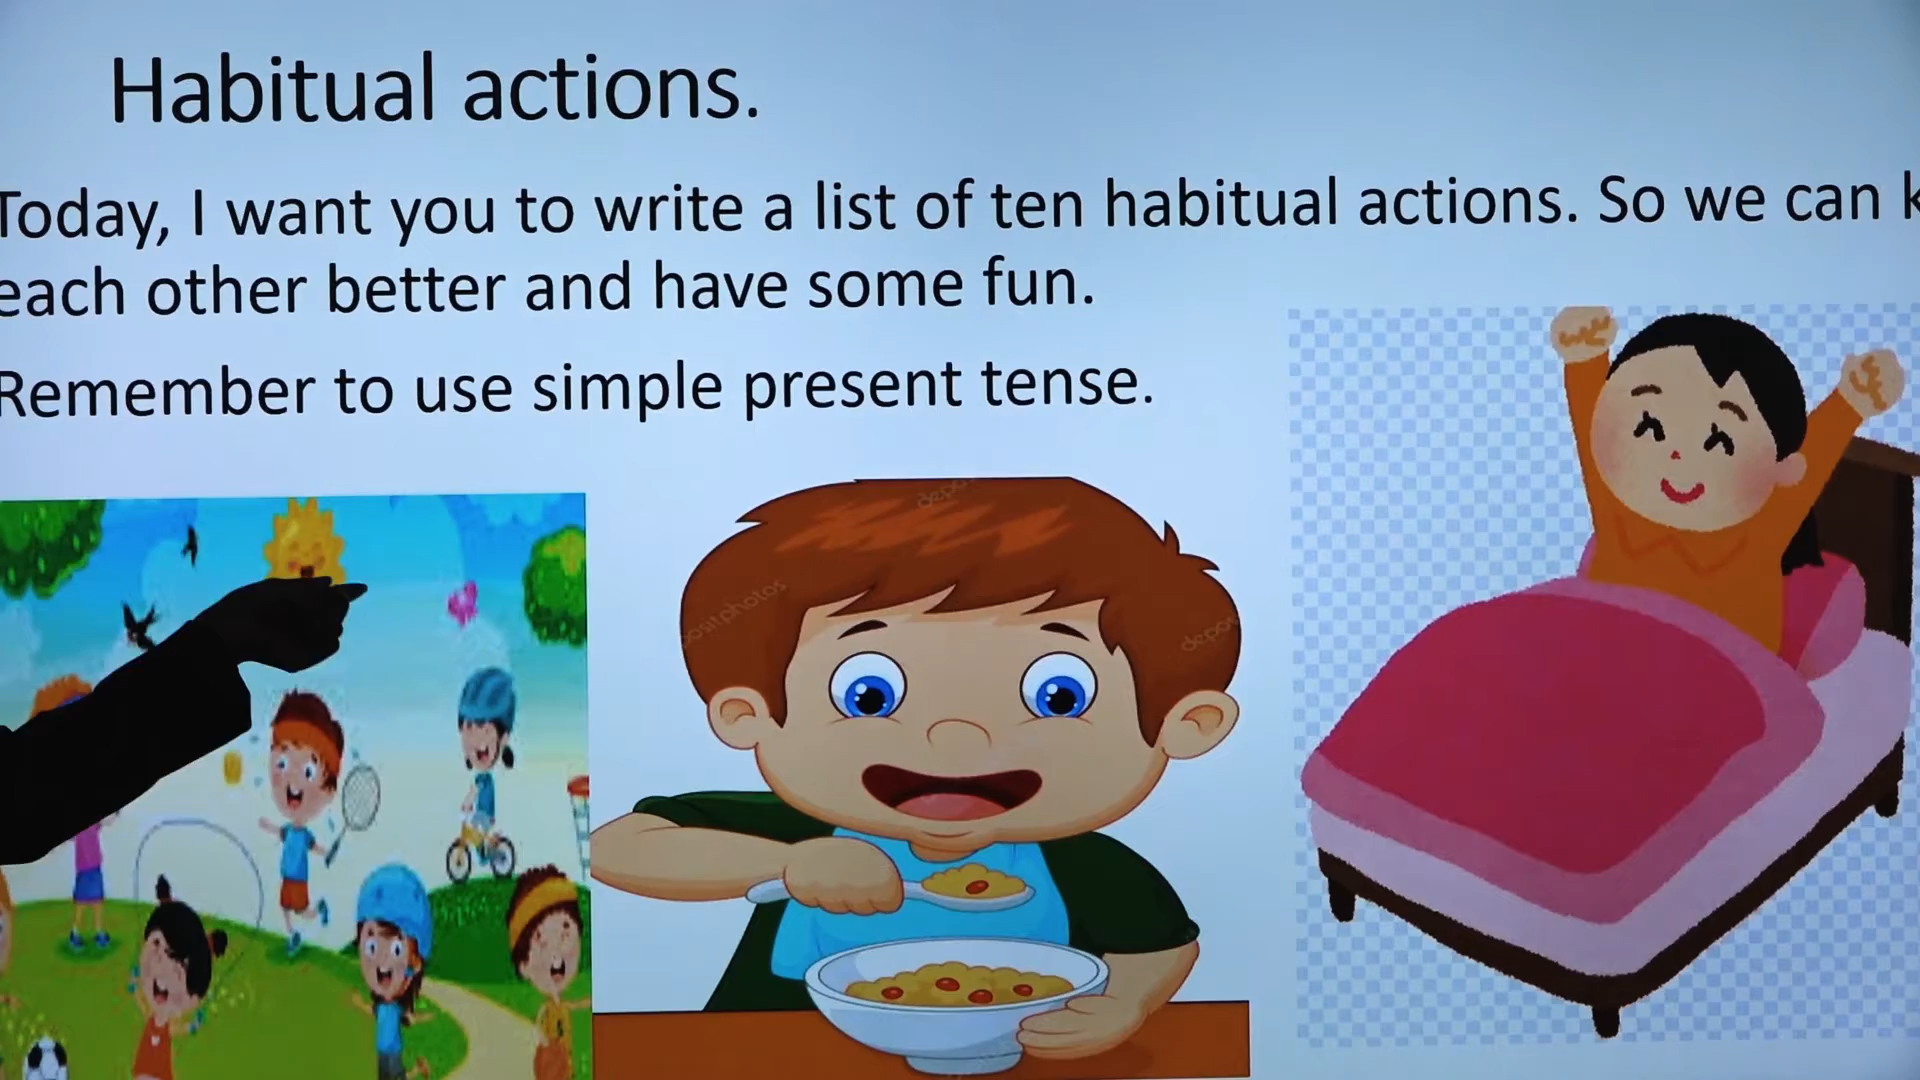 Habitual actions.
Today, I want you to write a list of ten habitual actions. So we can
each other better and have some fun.
Remember to use simple present tense.
depositphotos